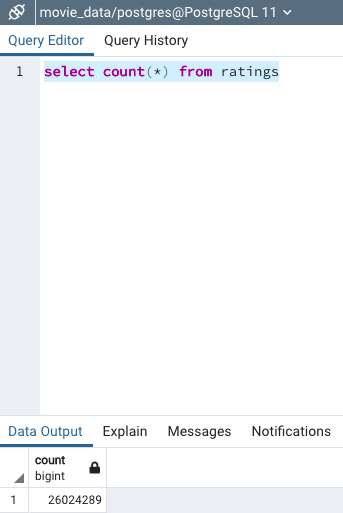 movie_data/postgres@PostgreSQL 11
Query Editor Query History
1 select count(*) from ratings
Data Output Explain Messages Notifications
count
bigint
1 26024289